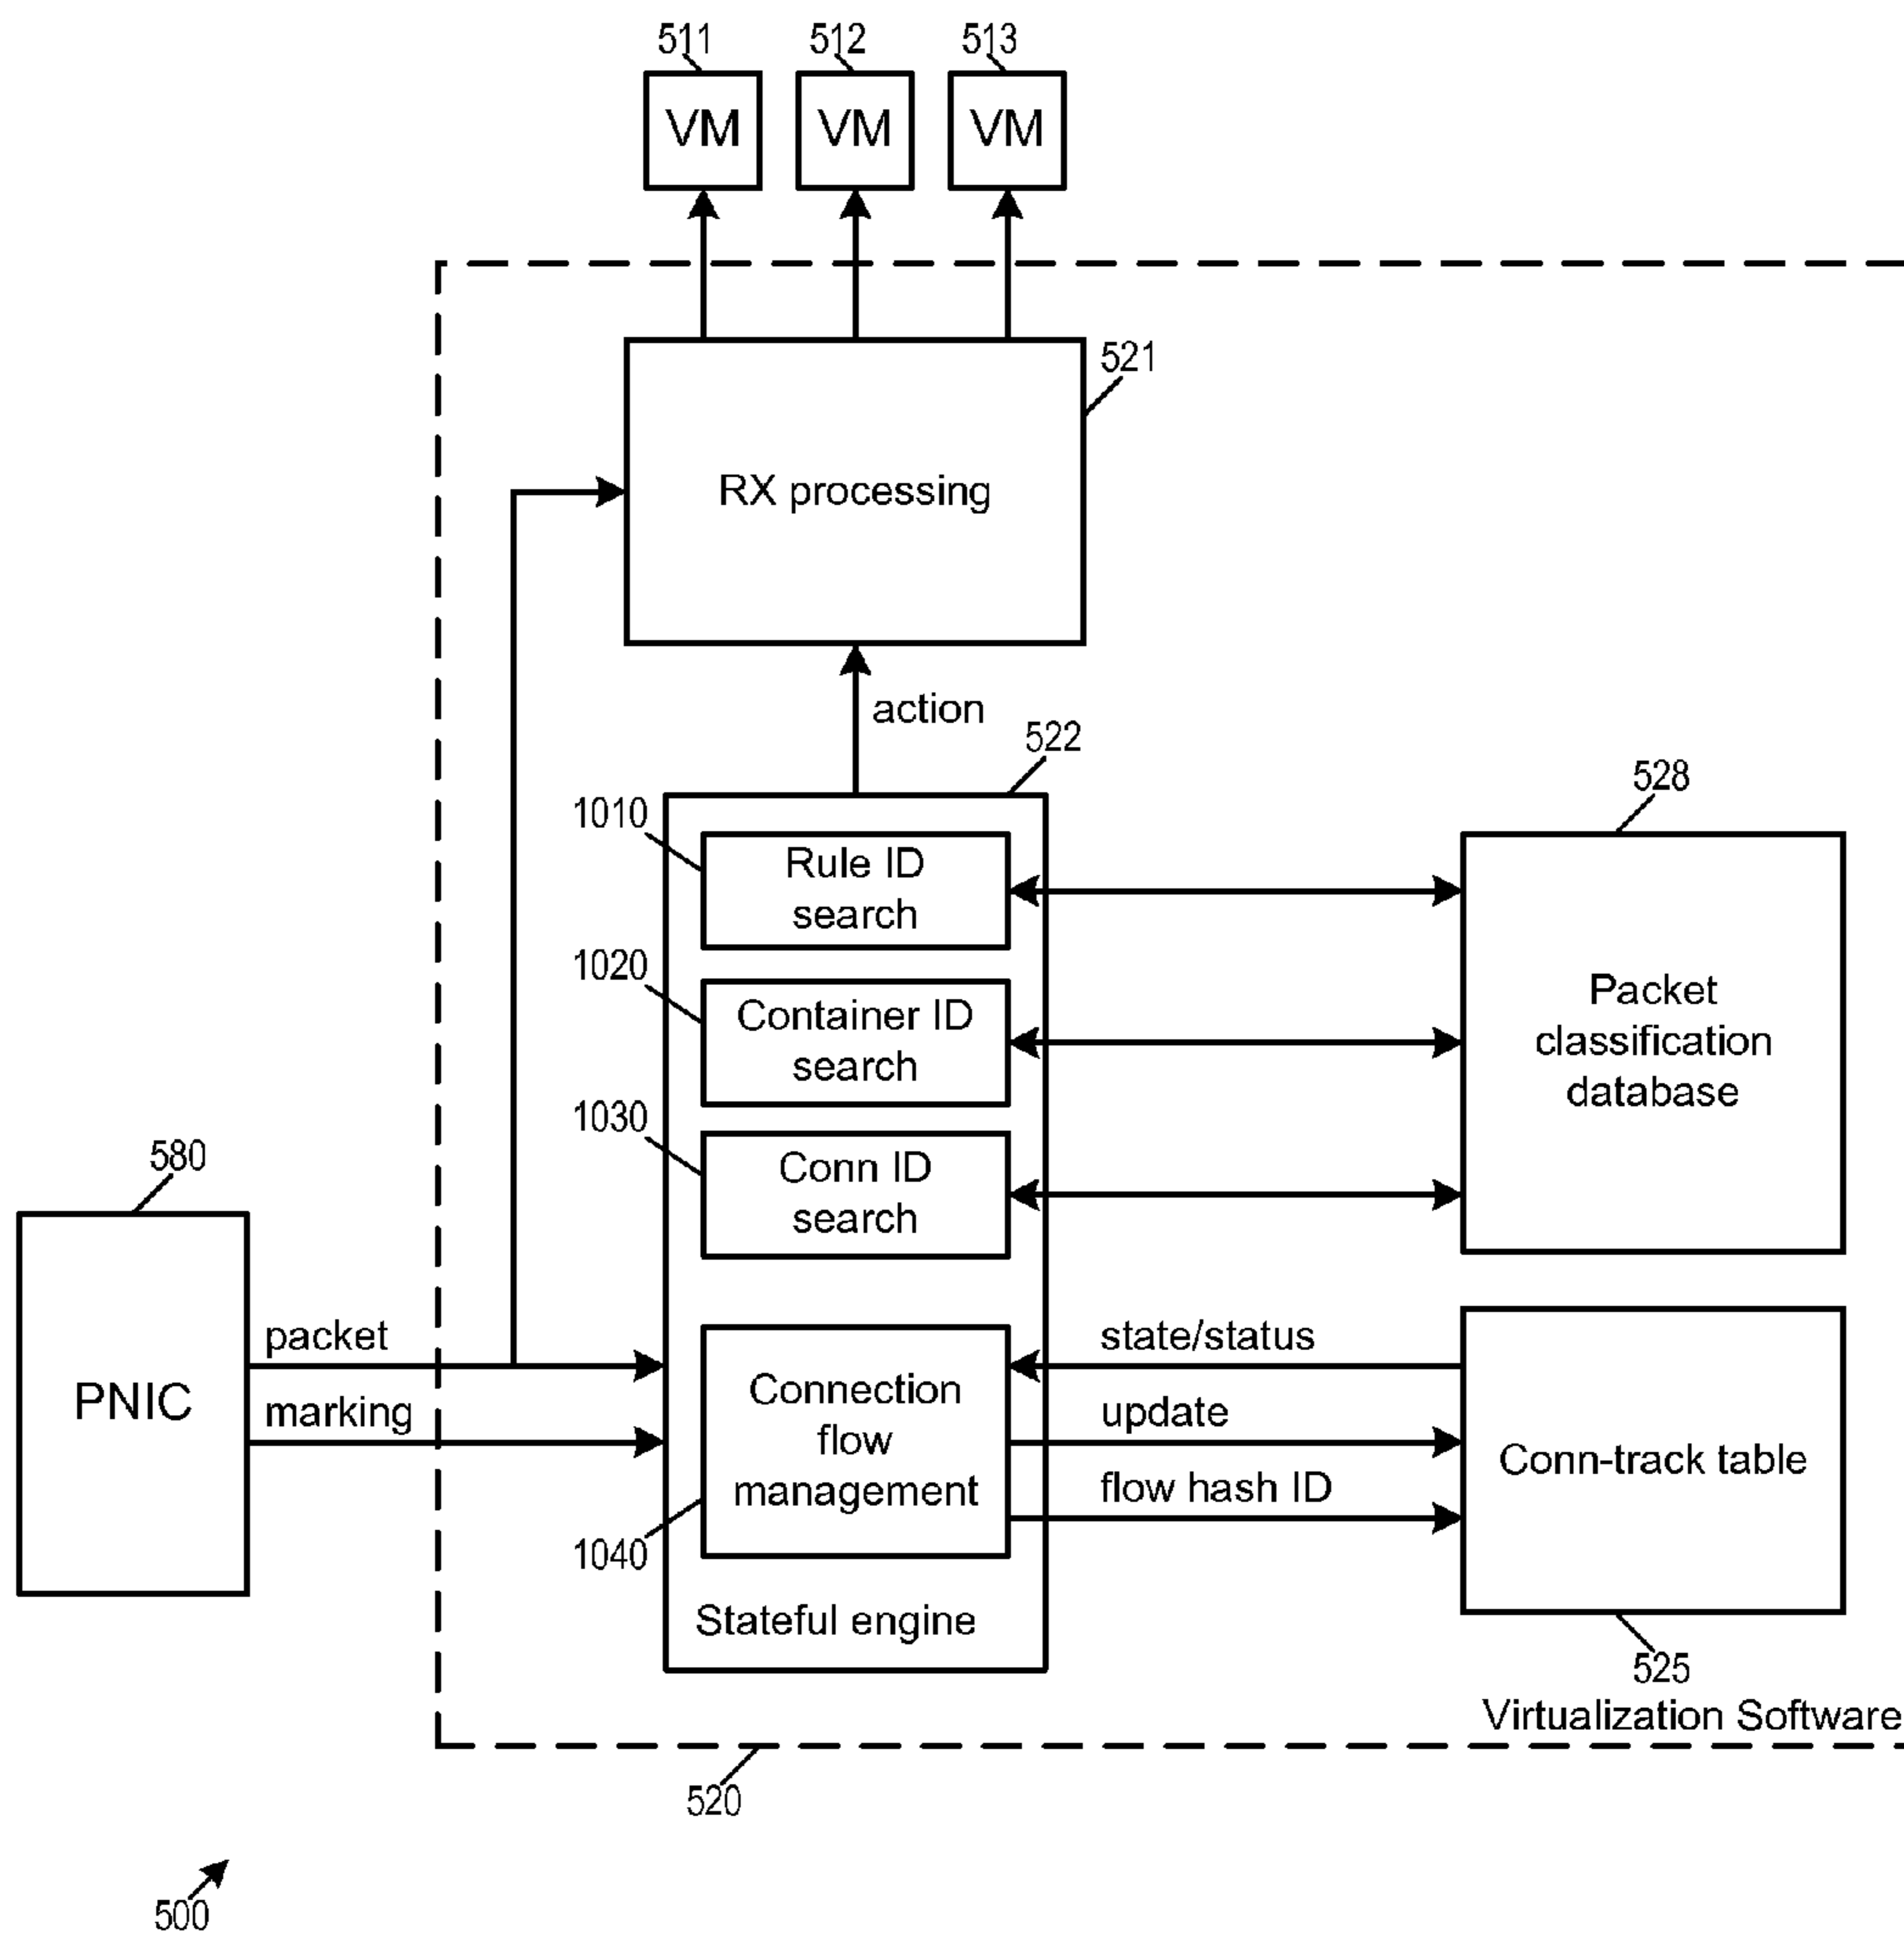 511 512 513
VM VM VM
521
RX processing
action
522
528
1010
Rule ID
search
1020
Container ID
search
Packet
classification
database
1030
Conn ID
search
580
PNIC
packet
marking
Connection
flow
management
1040
state/status
update
flow hash ID
Conn-track table
Stateful engine
525
Virtualization Software
520
500